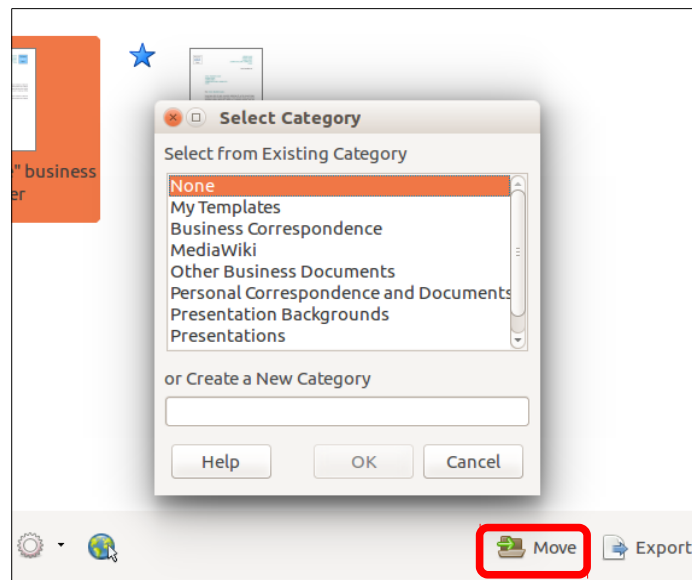 " business
er
Select Category
Select from Existing Category
None
My Templates
Business Correspondence
MediaWiki
Other Business Documents
Personal Correspondence and Documents
Presentation Backgrounds
Presentations
or Create a New Category
Help OK Cancel
Move Export